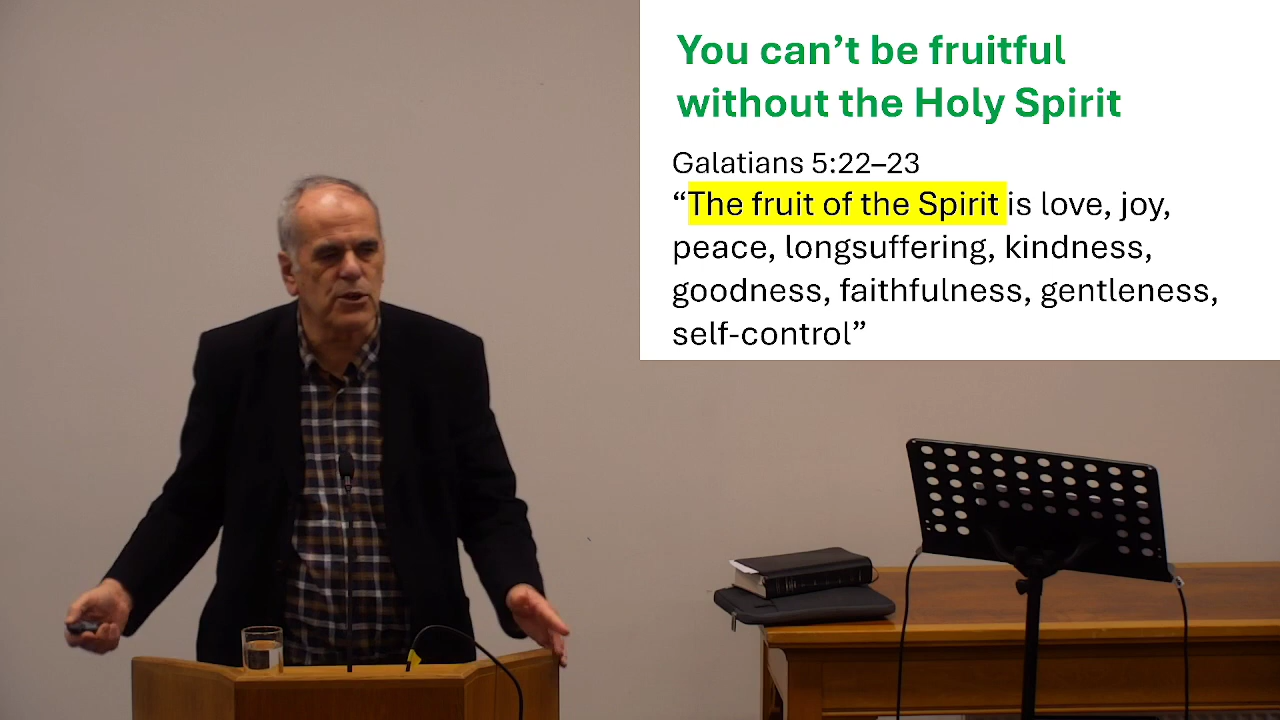 You can’t be fruitful
without the Holy Spirit
Galatians 5:22–23
“The fruit of the Spirit is love, joy,
peace, longsuffering, kindness,
goodness, faithfulness, gentleness,
self-control”